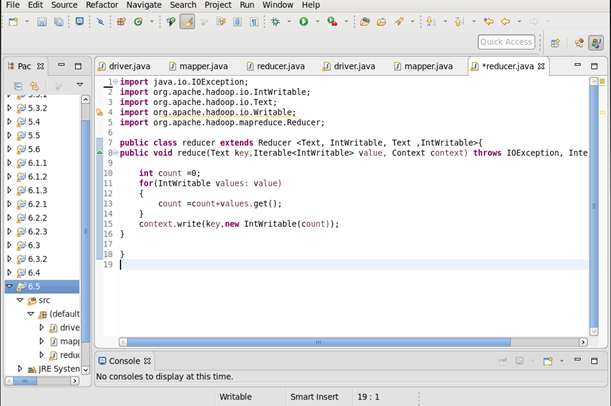 File Edit Source Refactor Navigate Search Project Run Window Help
Quick Access
Pac
driver.java mapper.java reducer.java driver.java mapper.java *reducer.java
5.3.1
5.3.2
5.4
5.5
5.6
6.1.1
6.1.2
6.1.3
6.2.1
6.2.2
6.2.3
6.3
6.3.2
6.4
6.5
src
(default
drive
mapp
reduc
JRE System
1 import java.io.IOException;
2 import org.apache.hadoop.io.IntWritable;
3 import org.apache.hadoop.io.Text;
4 import org.apache.hadoop.io.Writable;
5 import org.apache.hadoop.mapreduce.Reducer;
6
7 public class reducer extends Reducer <Text, IntWritable, Text ,IntWritable>{
8 public void reduce(Text key,Iterable<IntWritable> value, Context context) throws IOException, Inte
9
10 int count =0;
11 for(IntWritable values: value)
12 {
13 count =count+values.get();
14 }
15 context.write(key,new IntWritable(count));
16 }
17
18 }
19
Console
No consoles to display at this time.
Writable Smart Insert 19 : 1